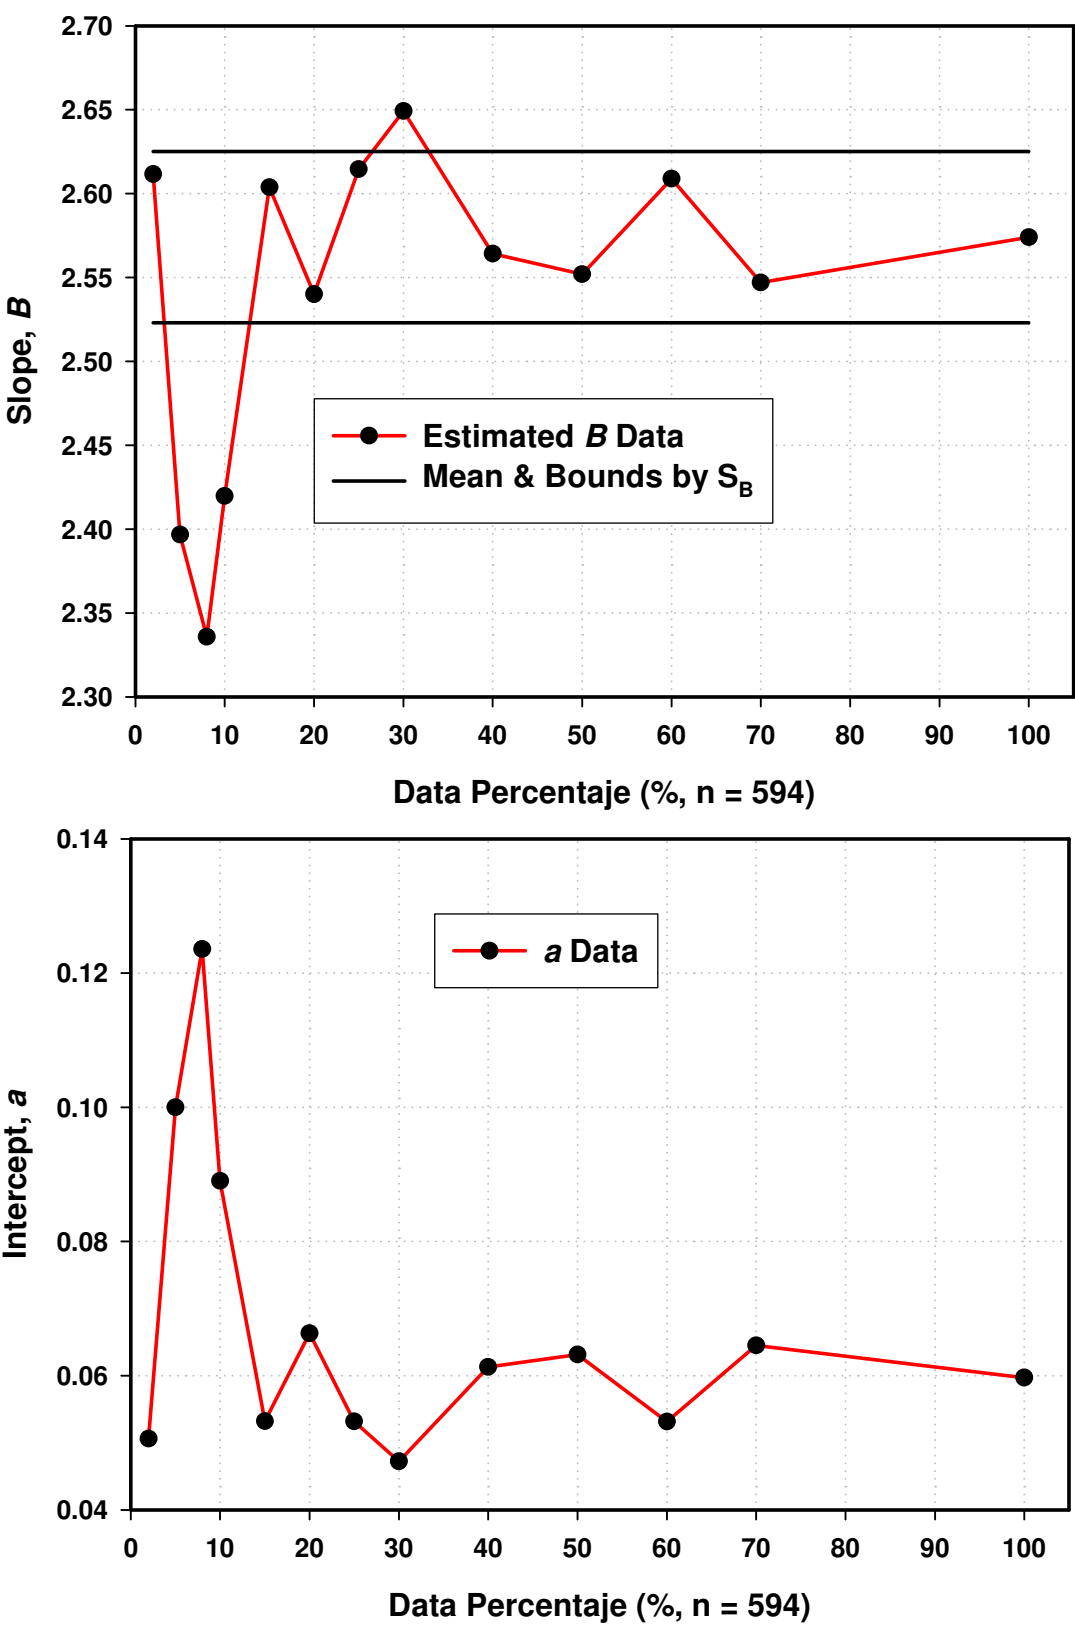 2.70
2.65
2.60
2.55
2.50
2.45
2.40
2.35
2.30
Slope, B
Estimated B Data
Mean & Bounds by S_B
0 10 20 30 40 50 60 70 80 90 100
Data Percentaje (%, n = 594)
0.14
0.12
0.10
0.08
0.06
0.04
Intercept, a
a Data
0 10 20 30 40 50 60 70 80 90 100
Data Percentaje (%, n = 594)